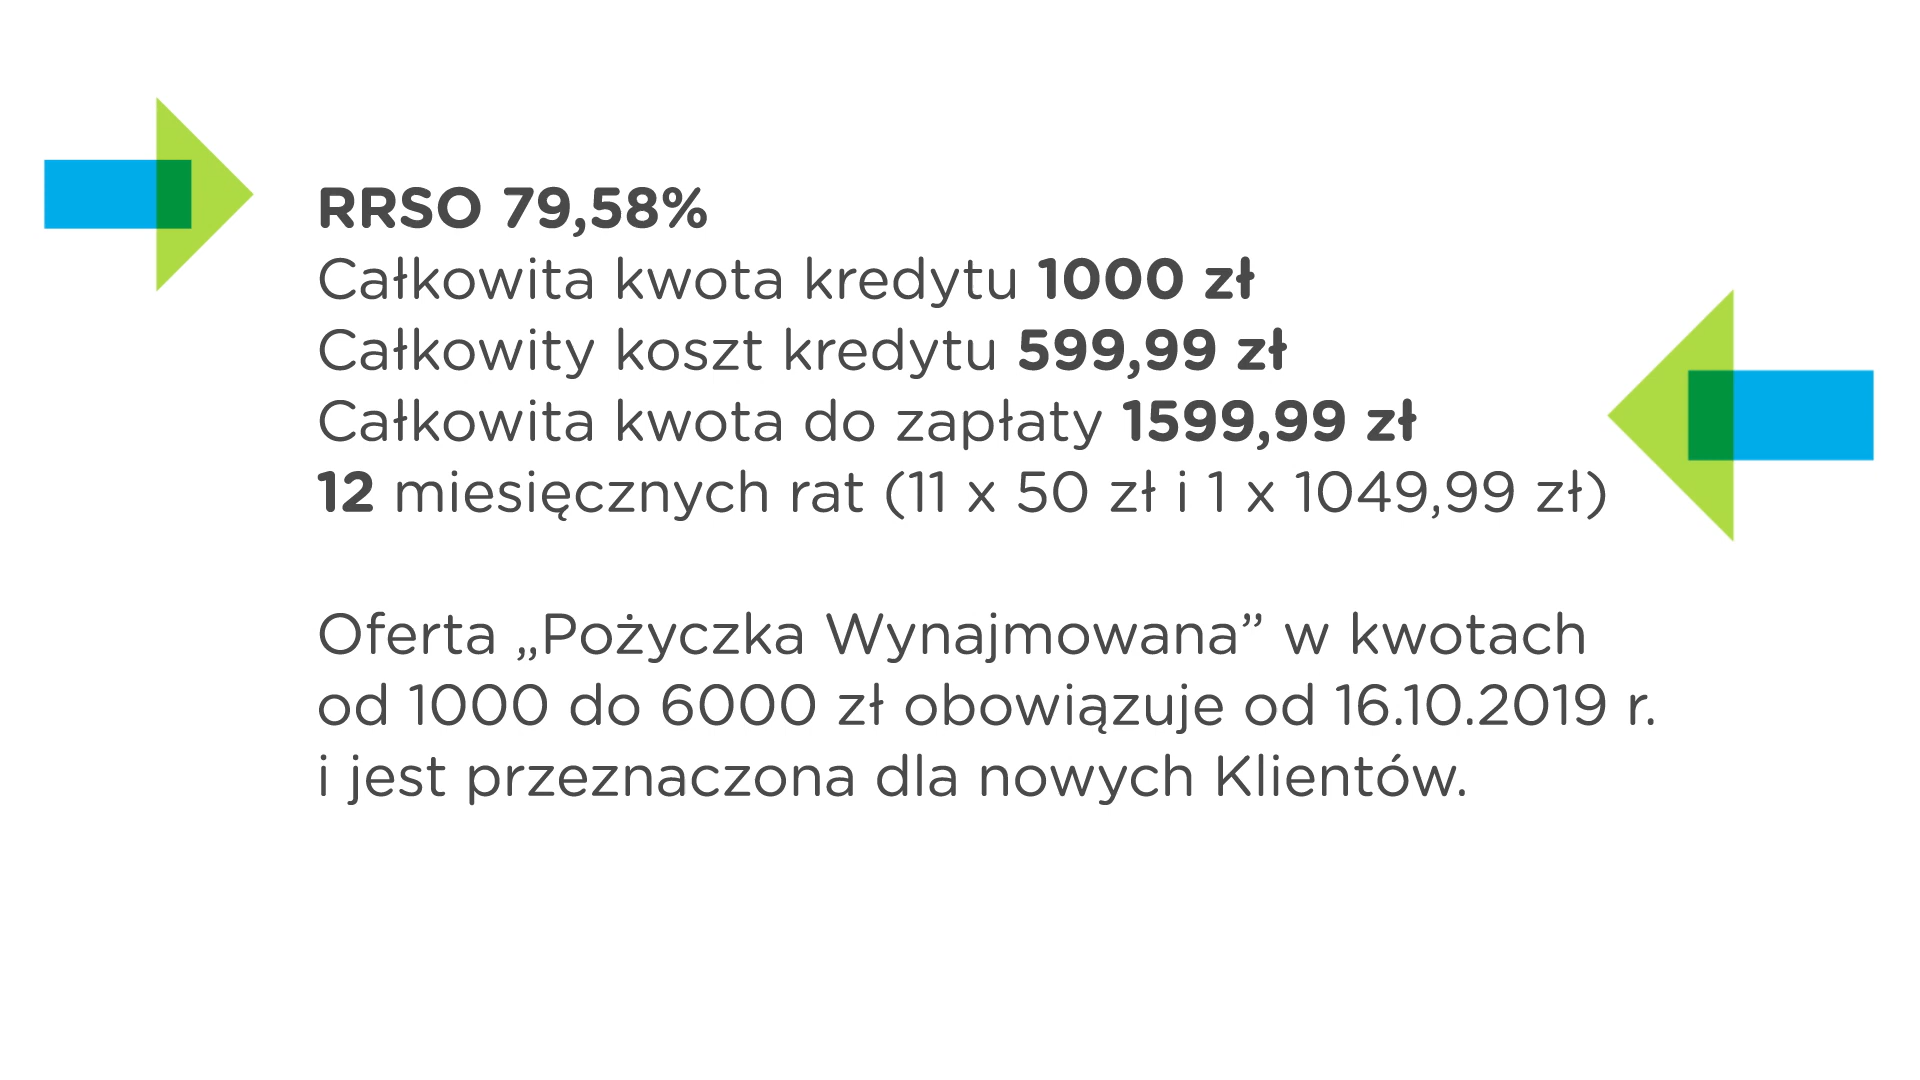 RRSO 79,58%
Całkowita kwota kredytu 1000 zł
Całkowity koszt kredytu 599,99 zł
Całkowita kwota do zapłaty 1599,99 zł
12 miesięcznych rat (11 x 50 zł i 1 x 1049,99 zł)
Oferta „Pożyczka Wynajmowana” w kwotach
od 1000 do 6000 zł obowiązuje od 16.10.2019 r.
i jest przeznaczona dla nowych Klientów.